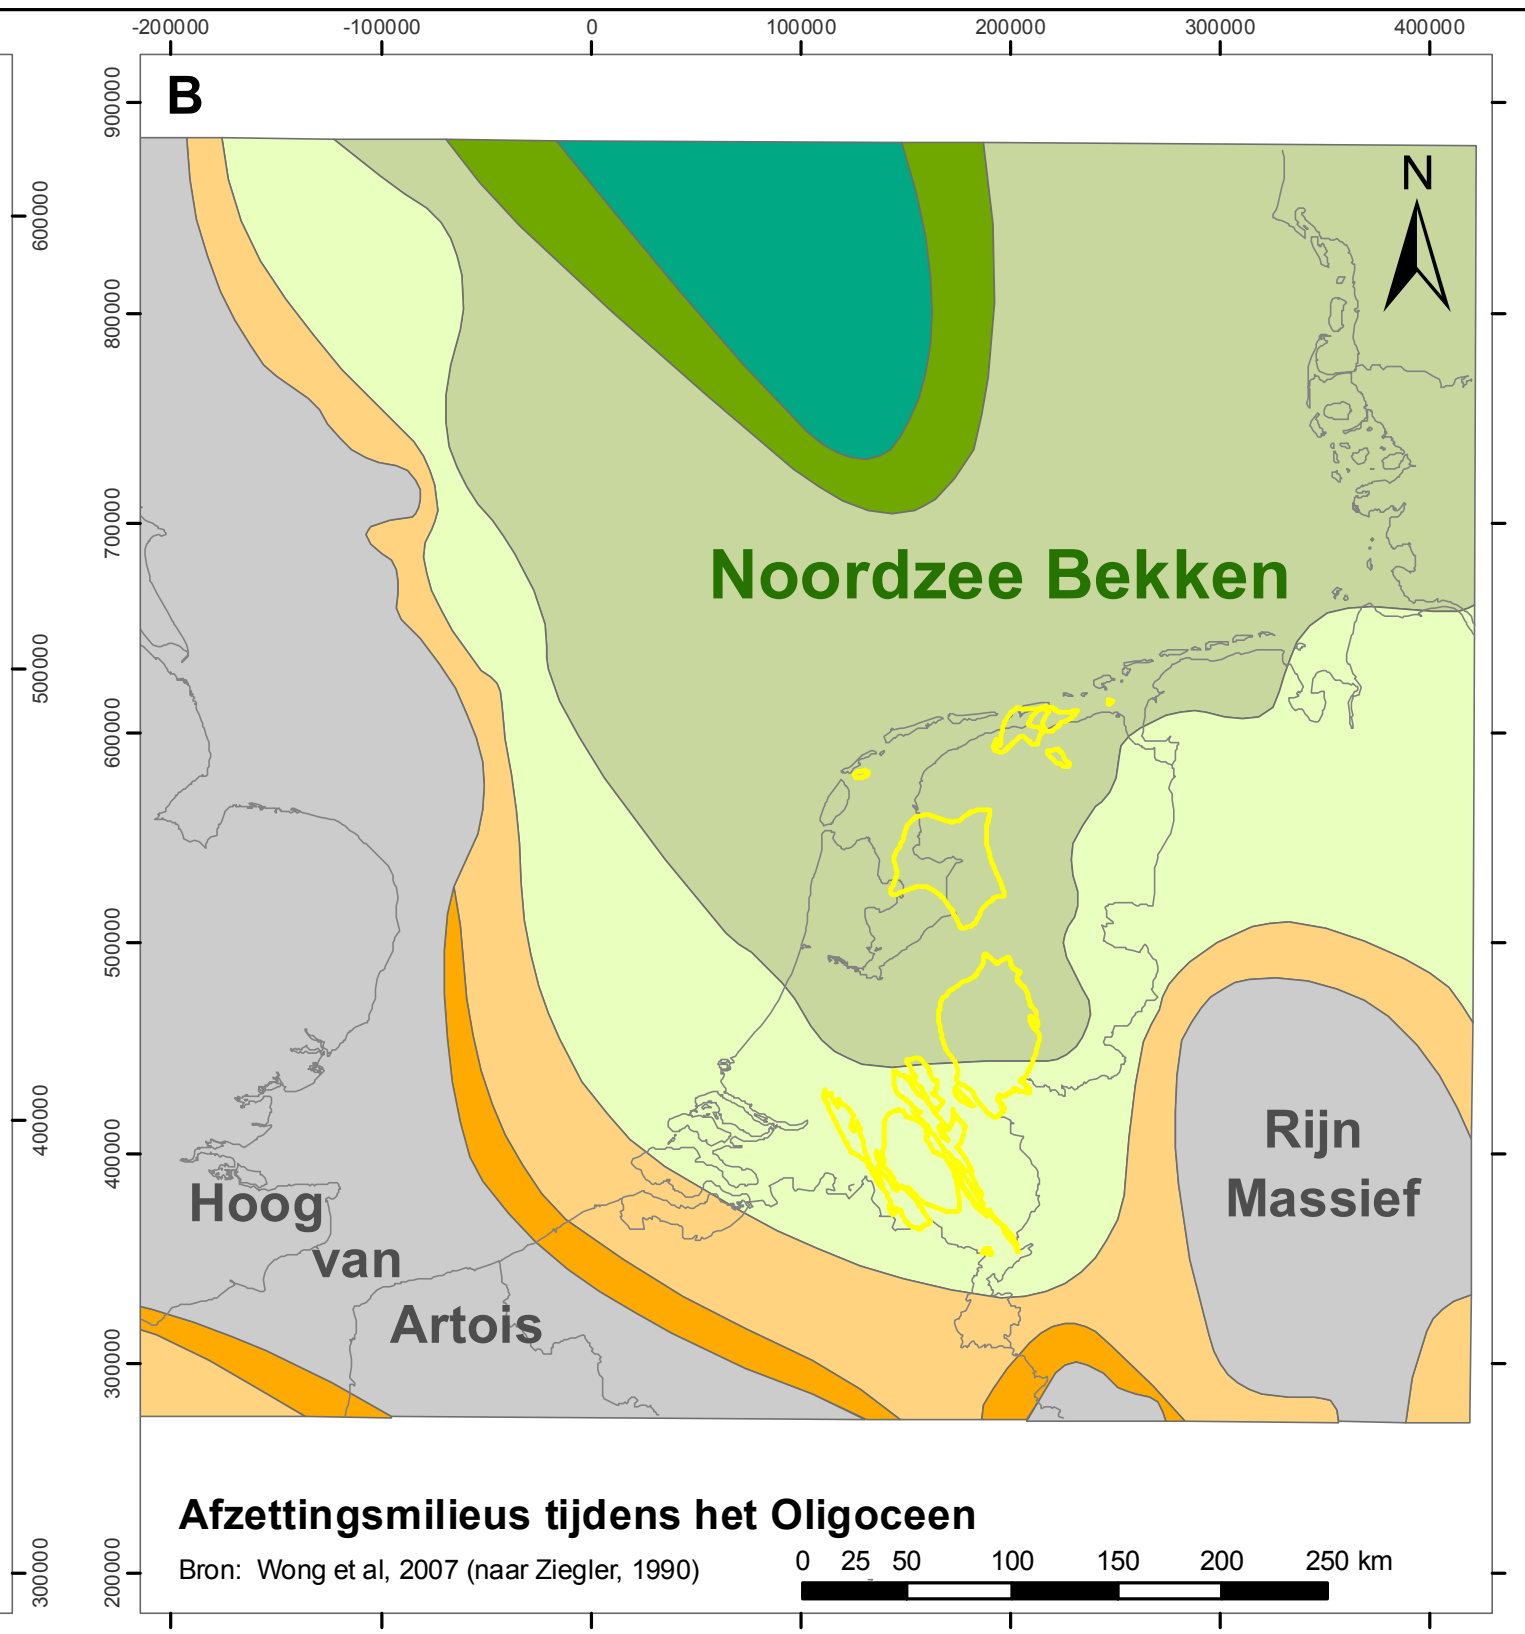 -200000 -100000 0 100000 200000 300000 400000
B
N
900000
800000
700000
600000
500000
400000
300000
200000
600000
500000
400000
300000
Noordzee Bekken
Rijn
Massief
Hoog
van
Artois
Afzettingsmilieus tijdens het Oligoceen
Bron: Wong et al, 2007 (naar Ziegler, 1990)
0 25 50 100 150 200 250 km